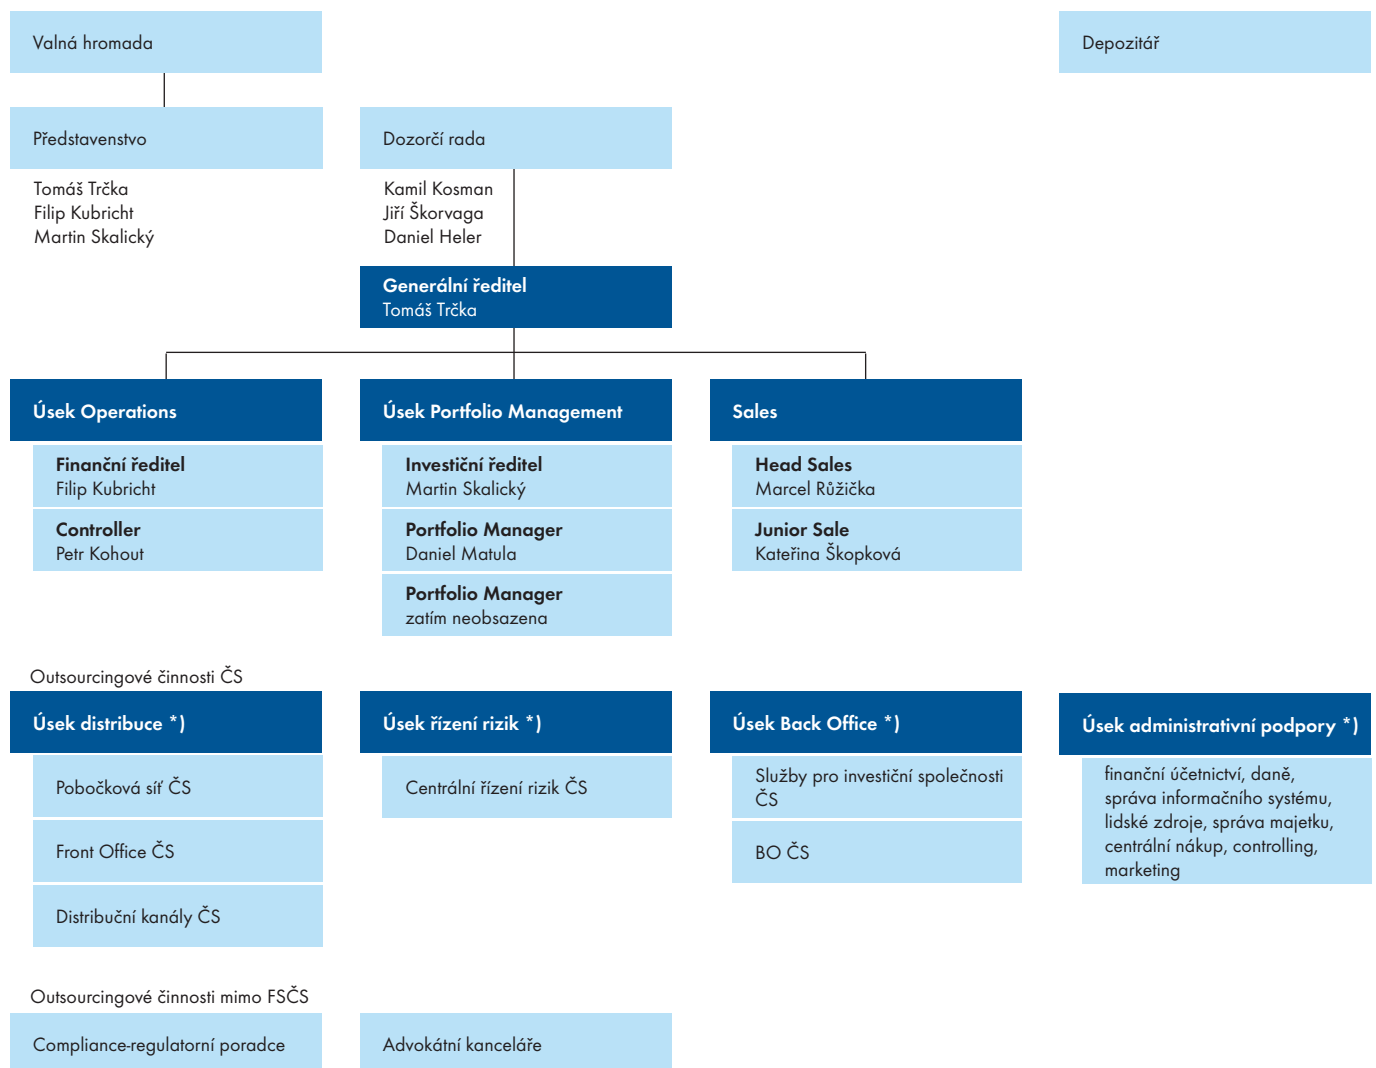 Valná hromada
Depozitář
Představenstvo
Tomáš Trčka
Filip Kubricht
Martin Skalický
Dozorčí rada
Kamil Kosman
Jiří Škorvaga
Daniel Heler
Generální ředitel
Tomáš Trčka
Úsek Operations
Finanční ředitel
Filip Kubricht
Controller
Petr Kohout
Úsek Portfolio Management
Investiční ředitel
Martin Skalický
Portfolio Manager
Daniel Matula
Portfolio Manager
zatím neobsazena
Sales
Head Sales
Marcel Růžička
Junior Sale
Kateřina Škopková
Outsourcingové činnosti ČS
Úsek distribuce *)
Pobočková síť ČS
Front Office ČS
Distribuční kanály ČS
Úsek řízení rizik *)
Centrální řízení rizik ČS
Úsek Back Office *)
Služby pro investiční společnosti
ČS
BO ČS
Úsek administrativní podpory *)
finanční účetnictví, daně,
správa informačního systému,
lidské zdroje, správa majetku,
centrální nákup, controlling,
marketing
Outsourcingové činnosti mimo FSČS
Compliance-regulatorní poradce
Advokátní kanceláře